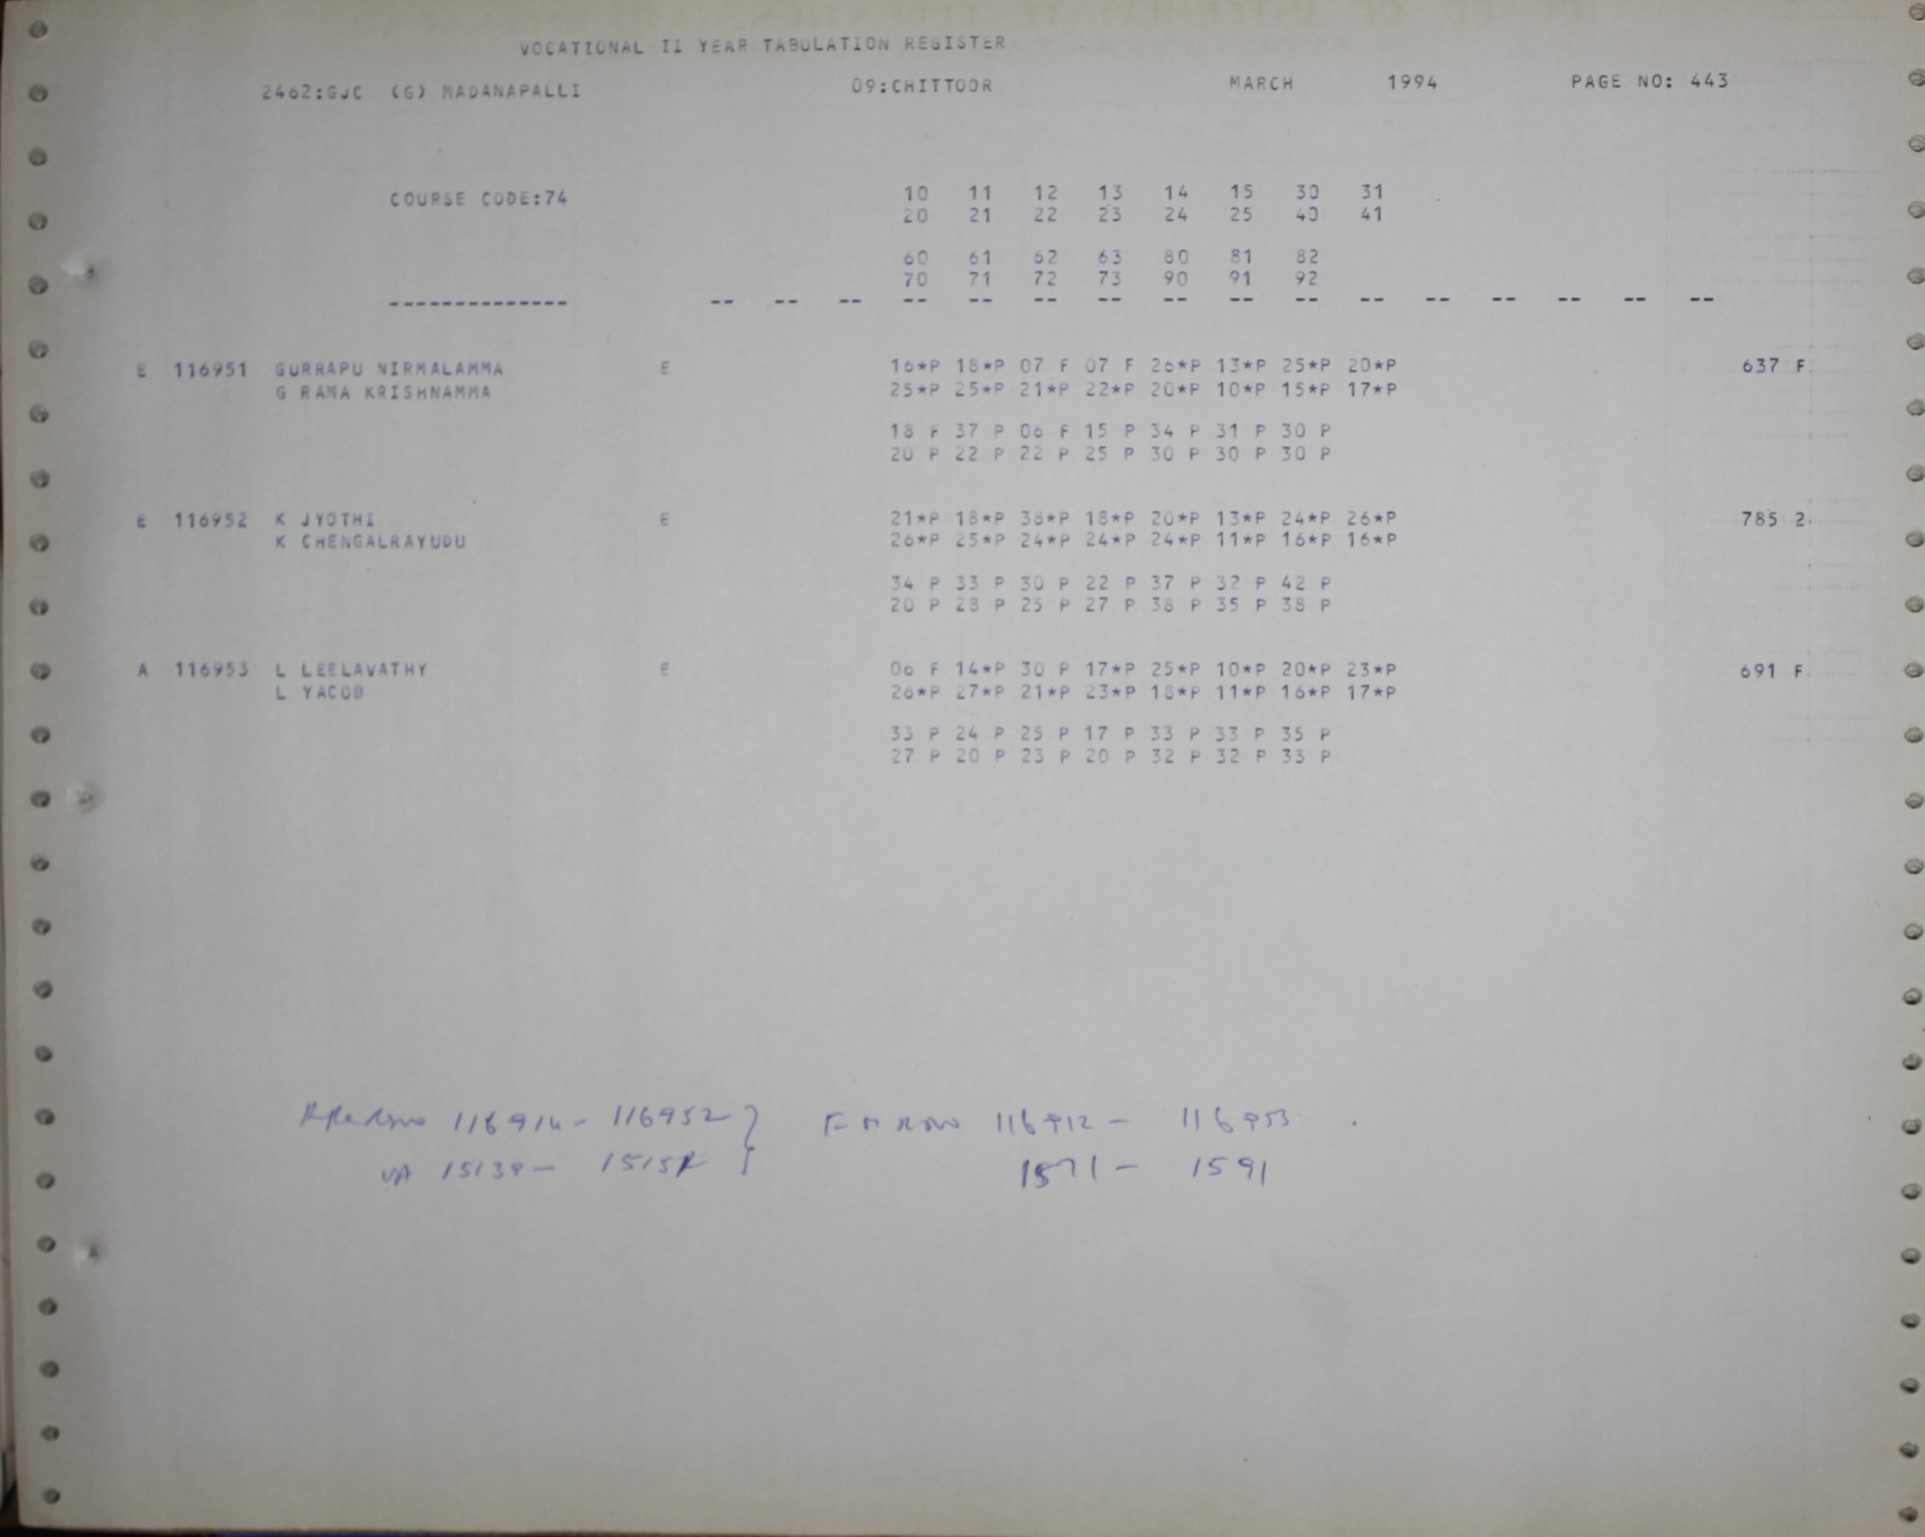 VOCATIONAL II YEAR TABULATION REGISTER
2462:GJC (G) MADANAPALLI 09:CHITTOOR MARCH 1994 PAGE NO: 443
COURSE CODE:74 10 11 12 13 14 15 30 31
20 21 22 23 24 25 40 41
60 61 62 63 80 81 82
70 71 72 73 90 91 92
-------------- -- -- -- -- -- -- -- -- -- -- -- -- -- -- -- --
E 116951 GURRAPU NIRMALAMMA E 16*P 18*P 07 F 07 F 26*P 13*P 25*P 20*P 637 F
G RAMA KRISHNAMMA 25*P 25*P 21*P 22*P 20*P 10*P 15*P 17*P
18 F 37 P 06 F 15 P 34 P 31 P 30 P
20 P 22 P 22 P 25 P 30 P 30 P 30 P
E 116952 K JYOTHI E 21*P 18*P 38*P 18*P 20*P 13*P 24*P 26*P 785 2
K CHENGALRAYUDU 26*P 25*P 24*P 24*P 24*P 11*P 16*P 16*P
34 P 33 P 30 P 22 P 37 P 32 P 42 P
20 P 28 P 25 P 27 P 38 P 35 P 38 P
A 116953 L LEELAVATHY E 06 F 14*P 30 P 17*P 25*P 10*P 20*P 23*P 691 F
L YACOB 26*P 27*P 21*P 23*P 18*P 11*P 16*P 17*P
33 P 24 P 25 P 17 P 33 P 33 P 35 P
27 P 20 P 23 P 20 P 32 P 32 P 33 P
116914 - 116952 } 116912 - 116953
15139 - 1571 - 1591